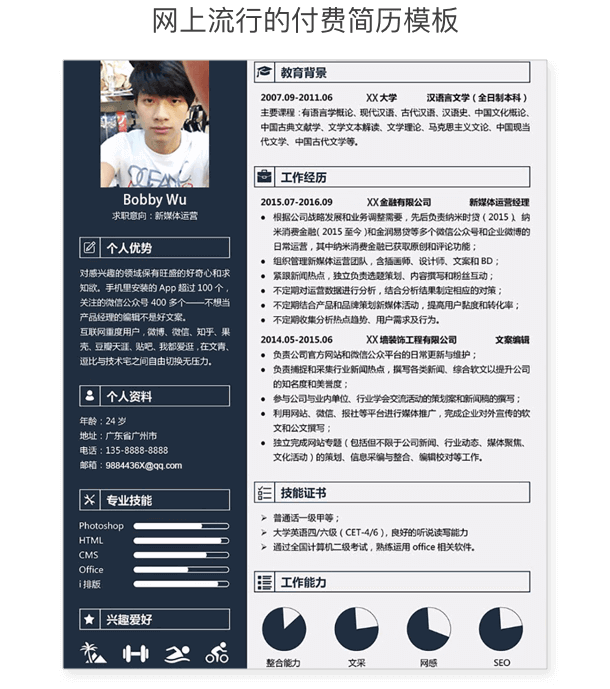 网上流行的付费简历模板
Bobby Wu
求职意向：新媒体运营
个人优势
对感兴趣的领域保有旺盛的好奇心和求
知欲。手机里安装的 App 超过 100 个，
关注的微信公众号 400 多个——不想当
产品经理的编辑不是好文案。
互联网重度用户，微博、微信、知乎、果
壳、豆瓣天涯、贴吧、我都爱逛，在文青、
逗比与技术宅之间自由切换无压力。
个人资料
年龄：24 岁
地址：广东省广州市
电话：135-8888-8888
邮箱：9884436X@qq.com
专业技能
Photoshop
HTML
CMS
Office
i 排版
兴趣爱好
教育背景
2007.09-2011.06 XX 大学 汉语言文学（全日制本科）
主要课程：有语言学概论、现代汉语、古代汉语、汉语史、中国文化概论、
中国古典文献学、文学文本解读、文学理论、马克思主义文论、中国现当
代文学、中国古代文学等。
工作经历
2015.07-2016.09 XX 金融有限公司 新媒体运营经理
● 根据公司战略发展和业务调整需要，先后负责纳米时贷（2015）、纳
米消费金融（2015 至今）和金润易贷等多个微信公众号和企业微博的
日常运营，其中纳米消费金融已获取原创和评论功能；
● 组织管理新媒体运营团队，含插画师、设计师、文案和 BD；
● 紧跟新闻热点，独立负责选题策划、内容撰写和粉丝互动；
● 不定期对运营数据进行分析，结合分析结果制定相应的对策；
● 不定期结合产品和品牌策划新媒体活动，提高用户黏度和转化率；
● 不定期收集分析热点趋势、用户需求及行为。
2014.05-2015.06 XX 墙装饰工程有限公司 文案编辑
● 负责公司官方网站和微信公众平台的日常更新与维护；
● 负责捕捉和采集行业新闻热点，撰写各类新闻、综合软文以提升公司
的知名度和美誉度；
● 参与公司与业内单位、行业学会交流活动的策划案和新闻稿的撰写；
● 利用网站、微信、报社等平台进行媒体推广，完成企业对外宣传的软
文和公文撰写；
● 独立完成网站专题（包括但不限于公司新闻、行业动态、媒体聚焦、
文化活动）的策划、信息采编与整合、编辑校对等工作。
技能证书
➢ 普通话一级甲等；
➢ 大学英语四/六级（CET-4/6），良好的听说读写能力
➢ 通过全国计算机二级考试，熟练运用 office 相关软件。
工作能力
整合能力 文采 网感 SEO